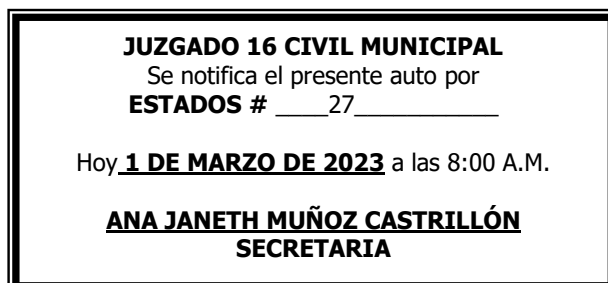 JUZGADO 16 CIVIL MUNICIPAL
Se notifica el presente auto por
ESTADOS # ____27___________
Hoy 1 DE MARZO DE 2023 a las 8:00 A.M.
ANA JANETH MUÑOZ CASTRILLÓN
SECRETARIA